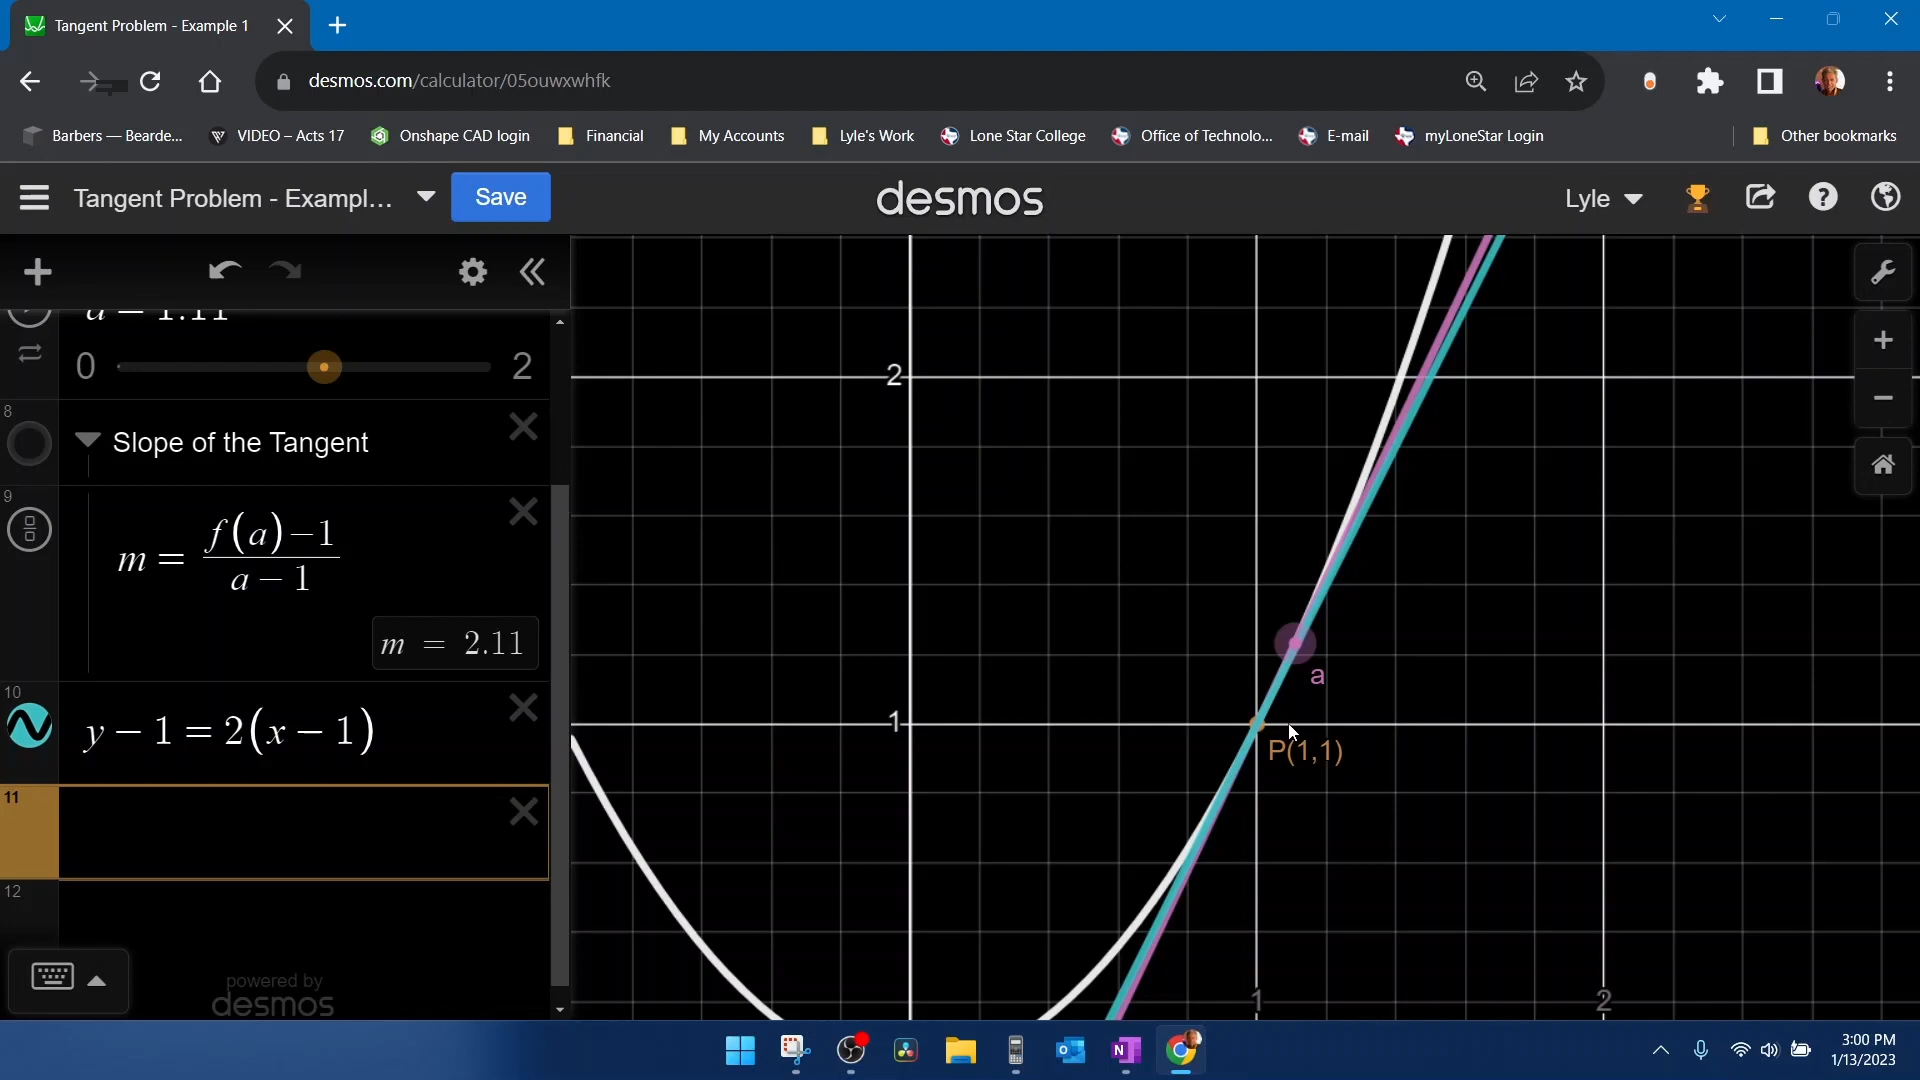 Tangent Problem - Example 1
desmos.com/calculator/05ouwxwhfk
Barbers — Bearde...
VIDEO – Acts 17
Onshape CAD login
Financial
My Accounts
Lyle's Work
Lone Star College
Office of Technolo...
E-mail
myLoneStar Login
Other bookmarks
Tangent Problem - Exampl...
Save
desmos
Lyle
a = 1.11
0
2
8
Slope of the Tangent
9
m = f(a)−1
a − 1
m = 2.11
10
y − 1 = 2(x − 1)
11
12
powered by
desmos
2
1
a
P(1,1)
1
2
3:00 PM
1/13/2023